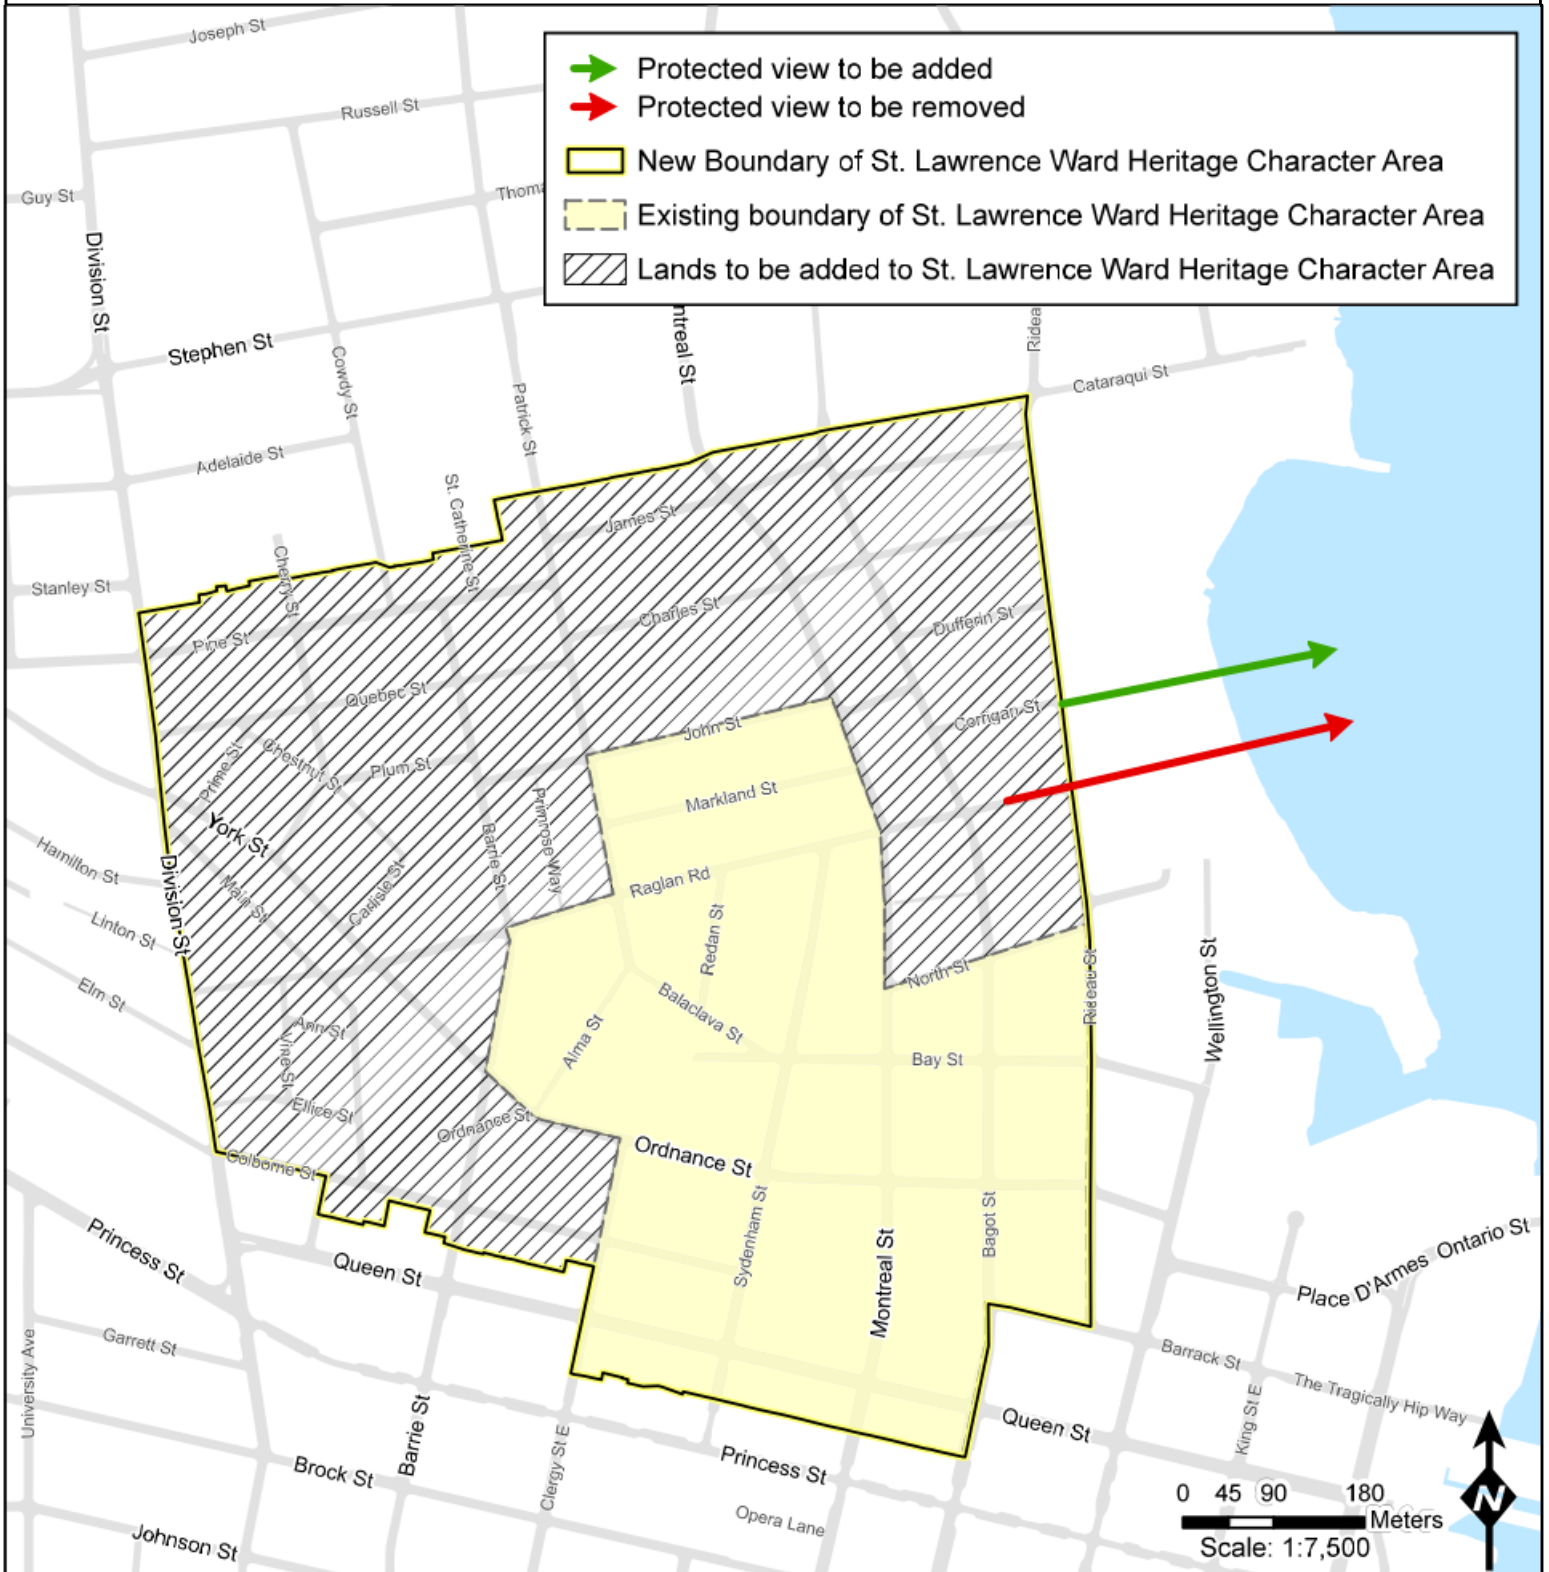 Joseph St
Protected view to be added
Russell St
Protected view to be removed
New Boundary of St. Lawrence Ward Heritage Character Area
Guy St
Thoma
Existing boundary of St. Lawrence Ward Heritage Character Area
Division St
Lands to be added to St. Lawrence Ward Heritage Character Area
Stephen St
Cowdy St
Patrick St
ntreal St
Ridea
Cataraqui St
Adelaide St
St. Catherine St
James St
Stanley St
Cherry St
Pine St
Charles St
Dufferin St
Quebec St
Corrigan St
John St
Prime St
Chestnut St
Plum St
Markland St
York St
Primrose Way
Barrie St
Hamilton St
Main St
Carlisle St
Raglan Rd
Division St
Linton St
Redan St
North St
Elm St
Rideau St
Wellington St
Balaclava St
Ann St
Vine St
Alma St
Bay St
Ellice St
Ordnance St
Ordnance St
Colborne St
Sydenham St
Montreal St
Bagot St
Princess St
Queen St
Place D'Armes
Ontario St
University Ave
Garrett St
Barrack St
The Tragically Hip Way
King St E
Barrie St
Clergy St E
Queen St
Brock St
Princess St
Opera Lane
Johnson St
0 45 90 180
Meters
Scale: 1:7,500
N